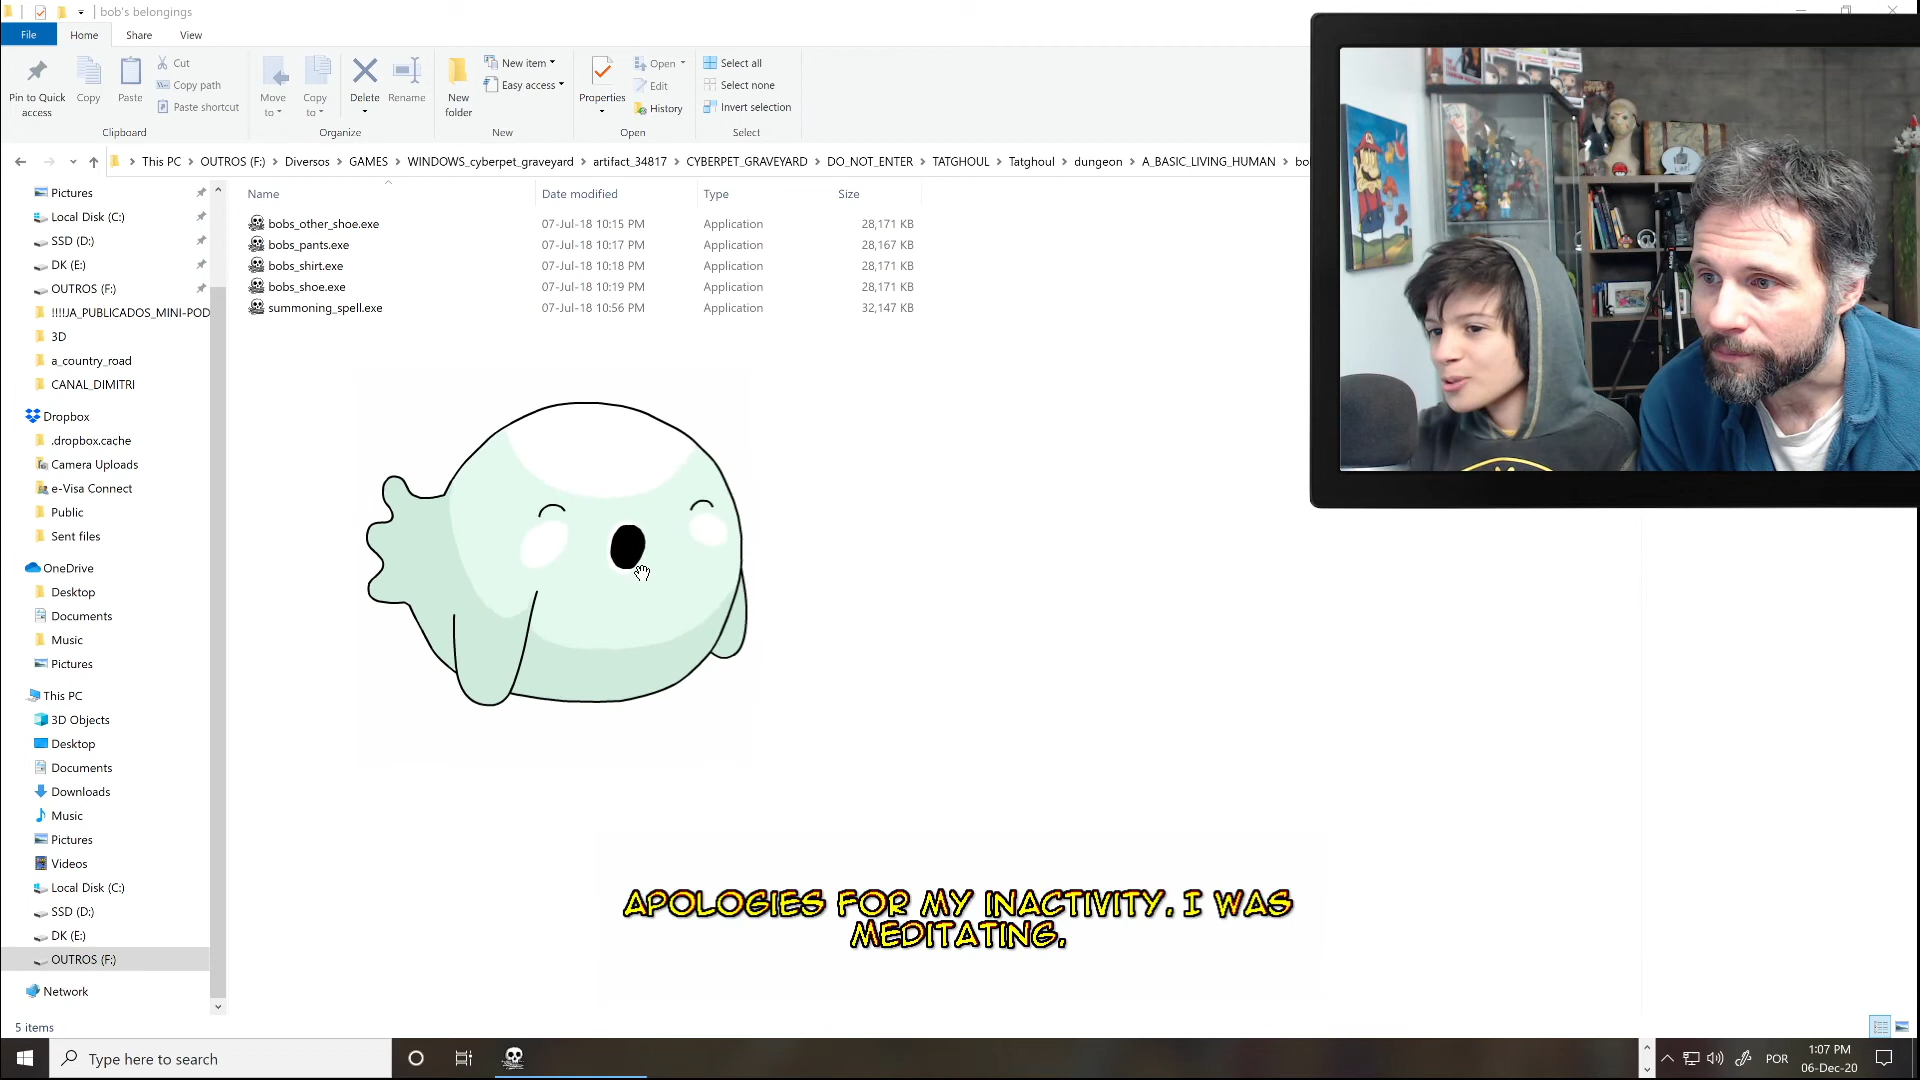 bob's belongings
File Home Share View
Pin to Quick access
Copy
Paste
Cut
Copy path
Paste shortcut
Clipboard
Move to
Copy to
Delete
Rename
Organize
New folder
New item
Easy access
New
Properties
Open
Edit
History
Open
Select all
Select none
Invert selection
Select
This PC > OUTROS (F:) > Diversos > GAMES > WINDOWS_cyberpet_graveyard > artifact_34817 > CYBERPET_GRAVEYARD > DO_NOT_ENTER > TATGHOUL > Tatghoul > dungeon > A_BASIC_LIVING_HUMAN >
Name Date modified Type Size
bobs_other_shoe.exe 07-Jul-18 10:15 PM Application 28,171 KB
bobs_pants.exe 07-Jul-18 10:17 PM Application 28,167 KB
bobs_shirt.exe 07-Jul-18 10:18 PM Application 28,171 KB
bobs_shoe.exe 07-Jul-18 10:19 PM Application 28,171 KB
summoning_spell.exe 07-Jul-18 10:56 PM Application 32,147 KB
Pictures
Local Disk (C:)
SSD (D:)
DK (E:)
OUTROS (F:)
!!!!JA_PUBLICADOS_MINI-POD
3D
a_country_road
CANAL_DIMITRI
Dropbox
.dropbox.cache
Camera Uploads
e-Visa Connect
Public
Sent files
OneDrive
Desktop
Documents
Music
Pictures
This PC
3D Objects
Desktop
Documents
Downloads
Music
Pictures
Videos
Local Disk (C:)
SSD (D:)
DK (E:)
OUTROS (F:)
Network
APOLOGIES FOR MY INACTIVITY. I WAS
MEDITATING.
5 items
Type here to search
POR
1:07 PM
06-Dec-20